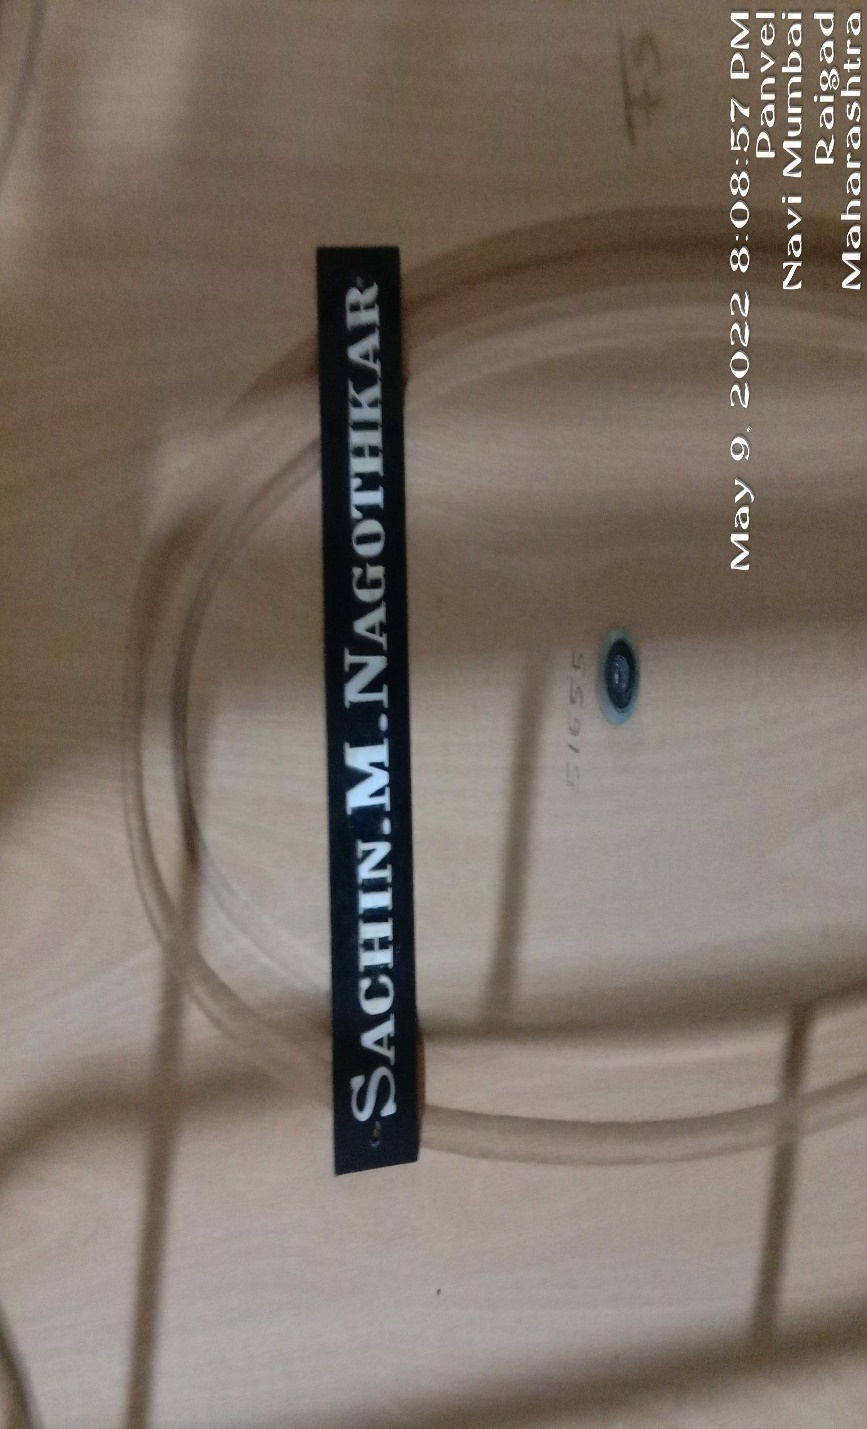 SACHIN.M.NAGOTHKAR
51655
May 9, 2022 8:08:57 PM
Panvel
Navi Mumbai
Raigad
Maharashtra